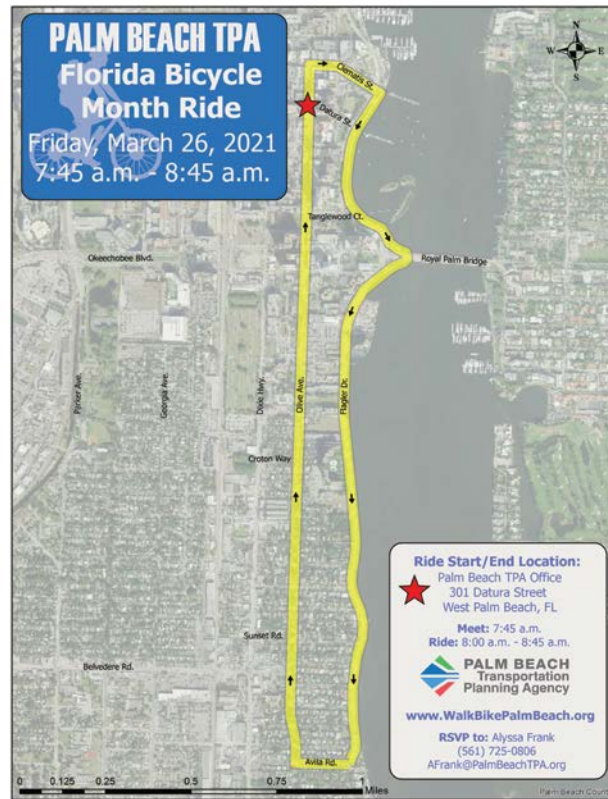 PALM BEACH TPA
Florida Bicycle
Month Ride
Friday, March 26, 2021
7:45 a.m. - 8:45 a.m.
N
W
E
S
Clematis St.
Datura St.
Tanglewood Ct.
Okeechobee Blvd.
Royal Palm Bridge
Parker Ave.
Georgia Ave.
Dixie Hwy.
Olive Ave.
Flagler Dr.
Croton Way
Sunset Rd.
Belvedere Rd.
Avila Rd.
Ride Start/End Location:
Palm Beach TPA Office
301 Datura Street
West Palm Beach, FL
Meet: 7:45 a.m.
Ride: 8:00 a.m. - 8:45 a.m.
PALM BEACH
Transportation
Planning Agency
www.WalkBikePalmBeach.org
RSVP to: Alyssa Frank
(561) 725-0806
AFrank@PalmBeachTPA.org
0 0.125 0.25 0.5 0.75 1
Miles
Palm Beach Count